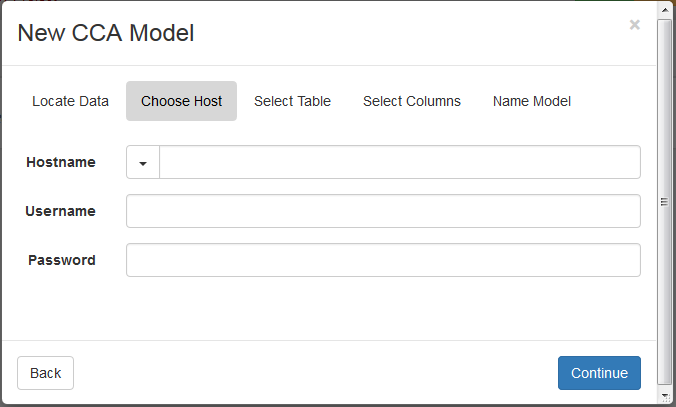 New CCA Model
×
Locate Data Choose Host Select Table Select Columns Name Model
Hostname
Username
Password
Back Continue